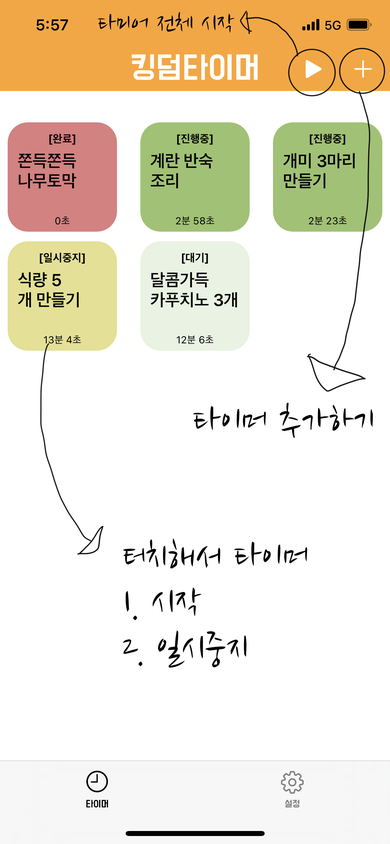 5:57
타미어 전체 시작
5G
킹덤타이머
[완료]
쫀득쫀득
나무토막
0초
[진행중]
계란 반숙
조리
2분 58초
[진행중]
개미 3마리
만들기
2분 23초
[일시중지]
식량 5
개 만들기
13분 4초
[대기]
달콤가득
카푸치노 3개
12분 6초
타이머 추가하기
터치해서 타이머
1. 시작
2. 일시중지
타이머
설정